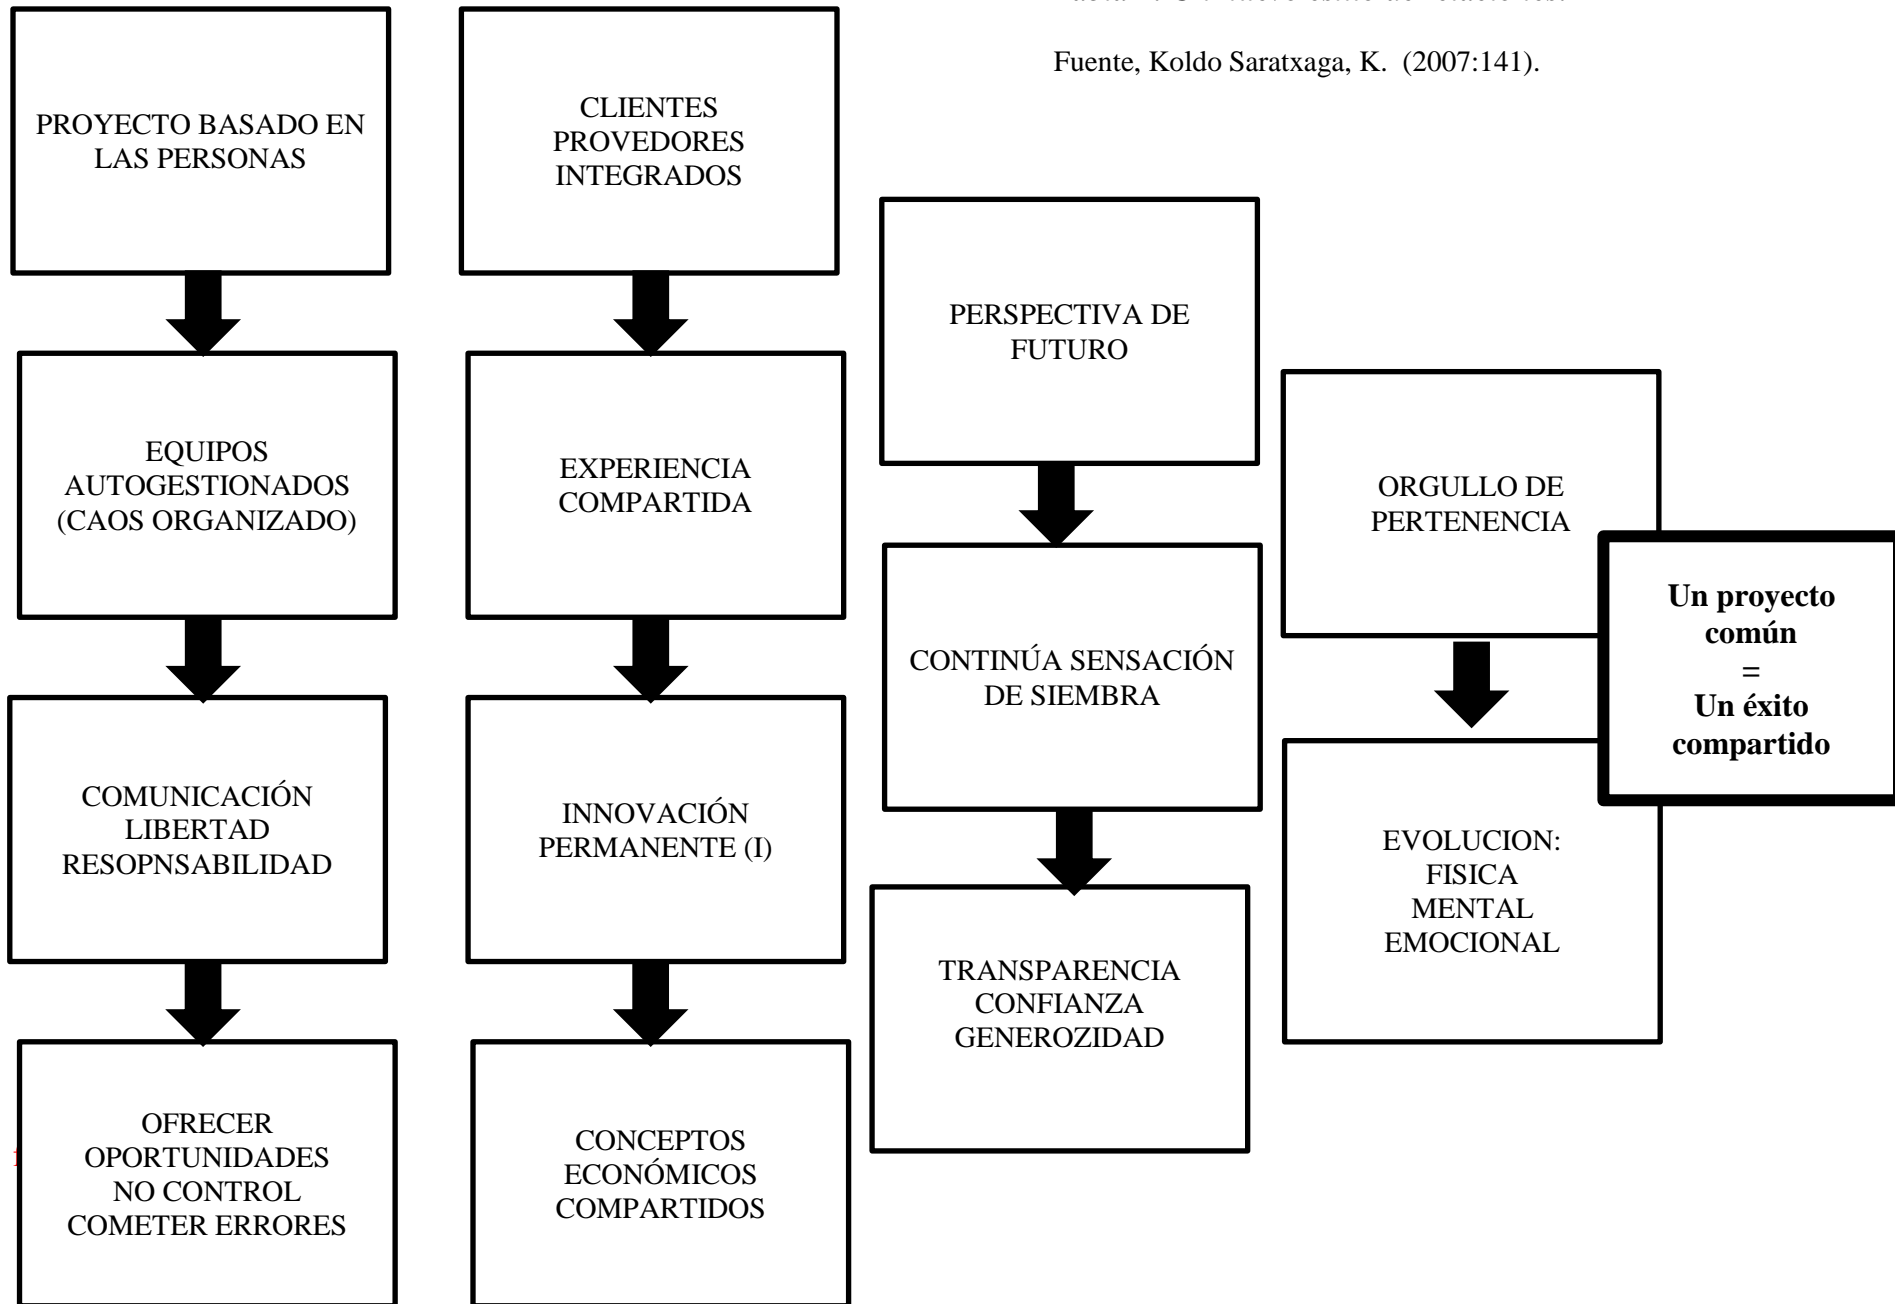 Fuente, Koldo Saratxaga, K. (2007:141).
PROYECTO BASADO EN
LAS PERSONAS
EQUIPOS
AUTOGESTIONADOS
(CAOS ORGANIZADO)
COMUNICACIÓN
LIBERTAD
RESOPNSABILIDAD
OFRECER
OPORTUNIDADES
NO CONTROL
COMETER ERRORES
CLIENTES
PROVEDORES
INTEGRADOS
EXPERIENCIA
COMPARTIDA
INNOVACIÓN
PERMANENTE (I)
CONCEPTOS
ECONÓMICOS
COMPARTIDOS
PERSPECTIVA DE
FUTURO
CONTINÚA SENSACIÓN
DE SIEMBRA
TRANSPARENCIA
CONFIANZA
GENEROZIDAD
ORGULLO DE
PERTENENCIA
EVOLUCION:
FISICA
MENTAL
EMOCIONAL
Un proyecto
común
=
Un éxito
compartido